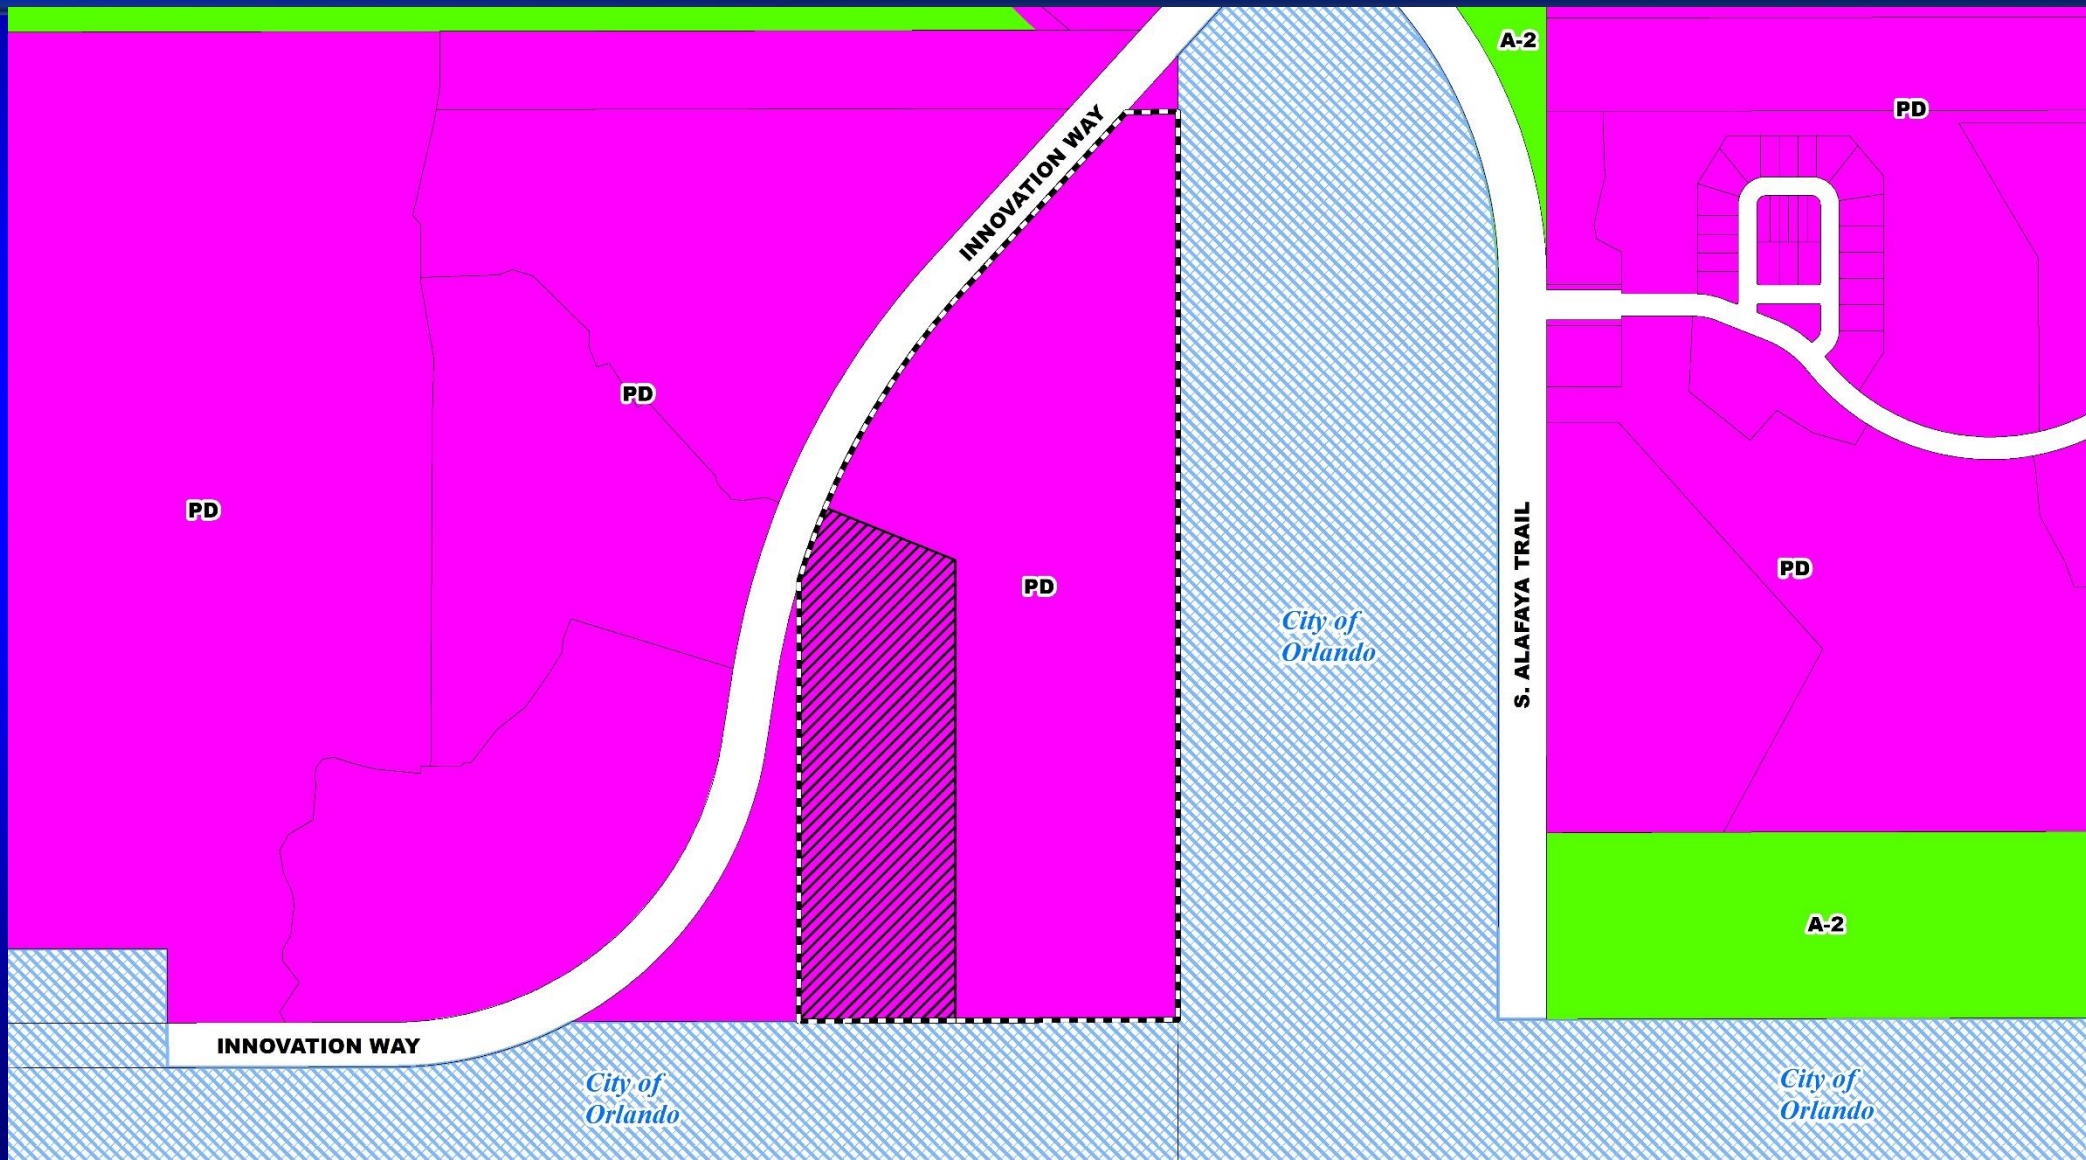 A-2
PD
INNOVATION WAY
PD
PD
PD
PD
S. ALAFAYA TRAIL
City of
Orlando
A-2
INNOVATION WAY
City of
Orlando
City of
Orlando